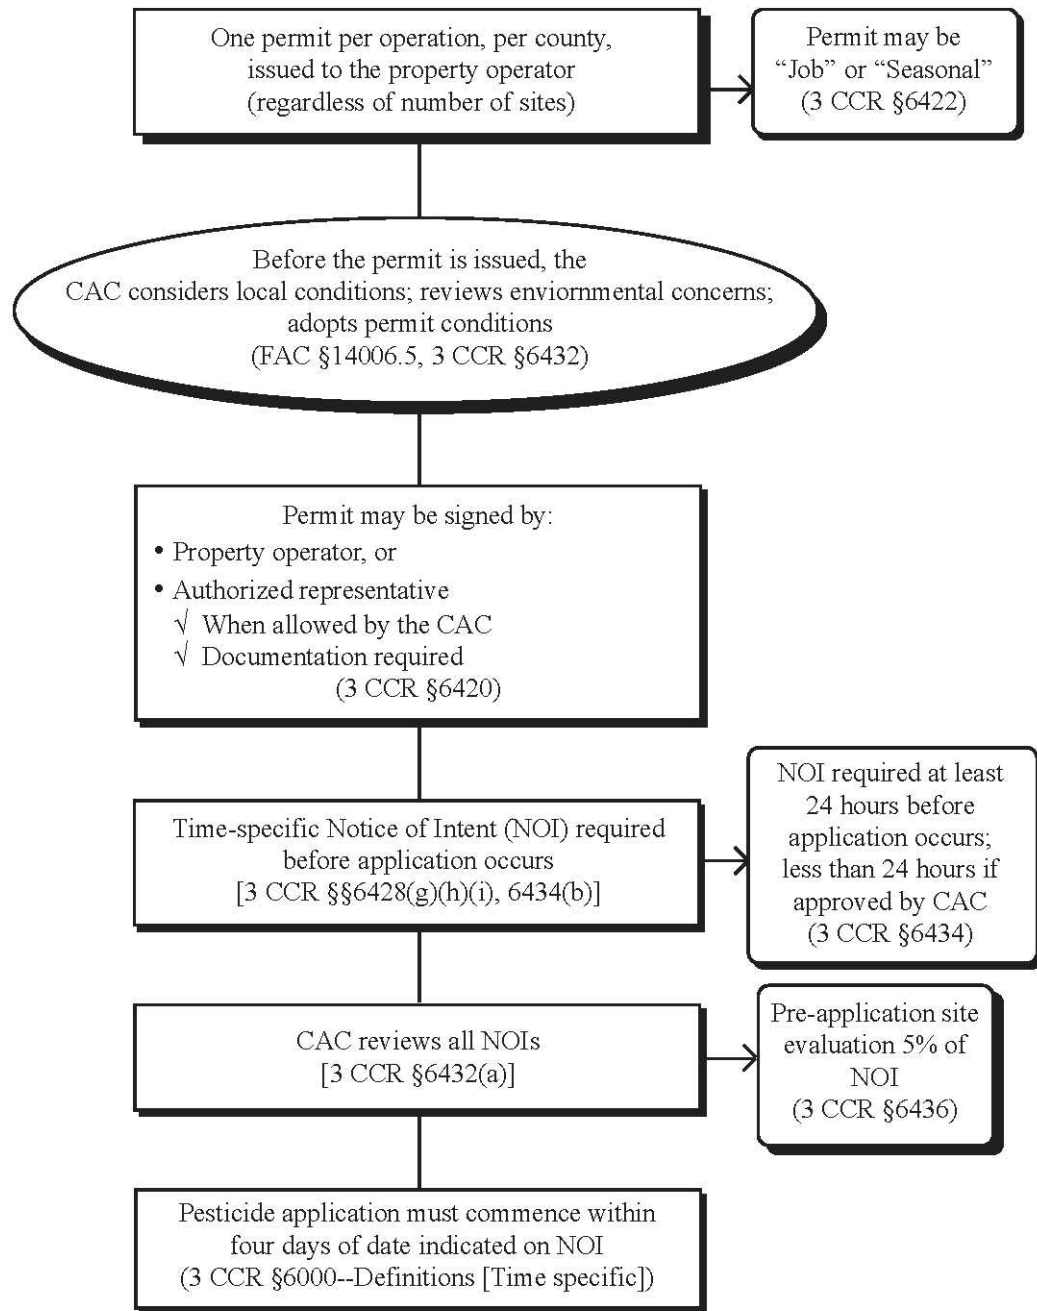 One permit per operation, per county,
issued to the property operator
(regardless of number of sites)
Permit may be
“Job” or “Seasonal”
(3 CCR §6422)
Before the permit is issued, the
CAC considers local conditions; reviews enviornmental concerns;
adopts permit conditions
(FAC §14006.5, 3 CCR §6432)
Permit may be signed by:
• Property operator, or
• Authorized representative
√ When allowed by the CAC
√ Documentation required
(3 CCR §6420)
Time-specific Notice of Intent (NOI) required
before application occurs
[3 CCR §§6428(g)(h)(i), 6434(b)]
NOI required at least
24 hours before
application occurs;
less than 24 hours if
approved by CAC
(3 CCR §6434)
CAC reviews all NOIs
[3 CCR §6432(a)]
Pre-application site
evaluation 5% of
NOI
(3 CCR §6436)
Pesticide application must commence within
four days of date indicated on NOI
(3 CCR §6000--Definitions [Time specific])